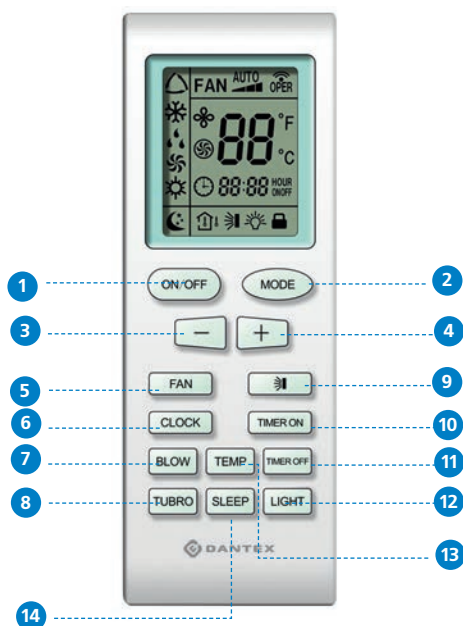 FAN AUTO OPER
88 °F
°C
88:88 HOUR
ON/OFF
1 ON/OFF MODE 2
3 − + 4
5 FAN 9
6 CLOCK TIMER ON 10
7 BLOW TEMP TIMER OFF 11
8 TUBRO SLEEP LIGHT 12
DANTEX 13
14